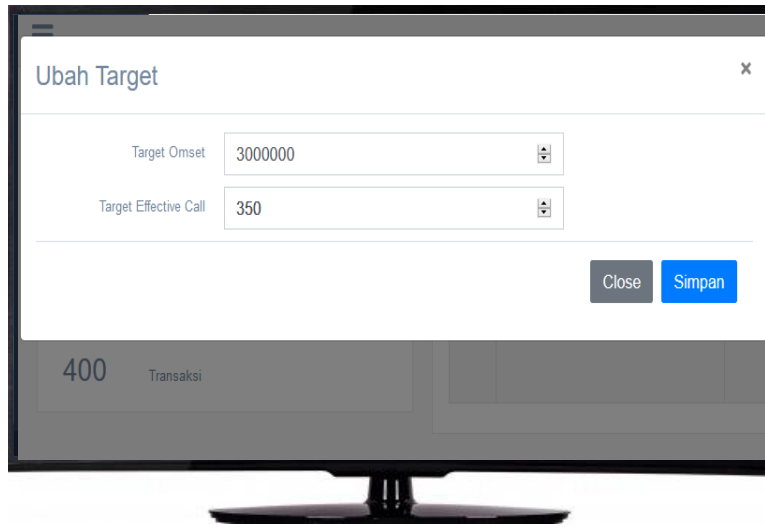 Ubah Target
×
Target Omset 3000000
Target Effective Call 350
Close Simpan
400 Transaksi